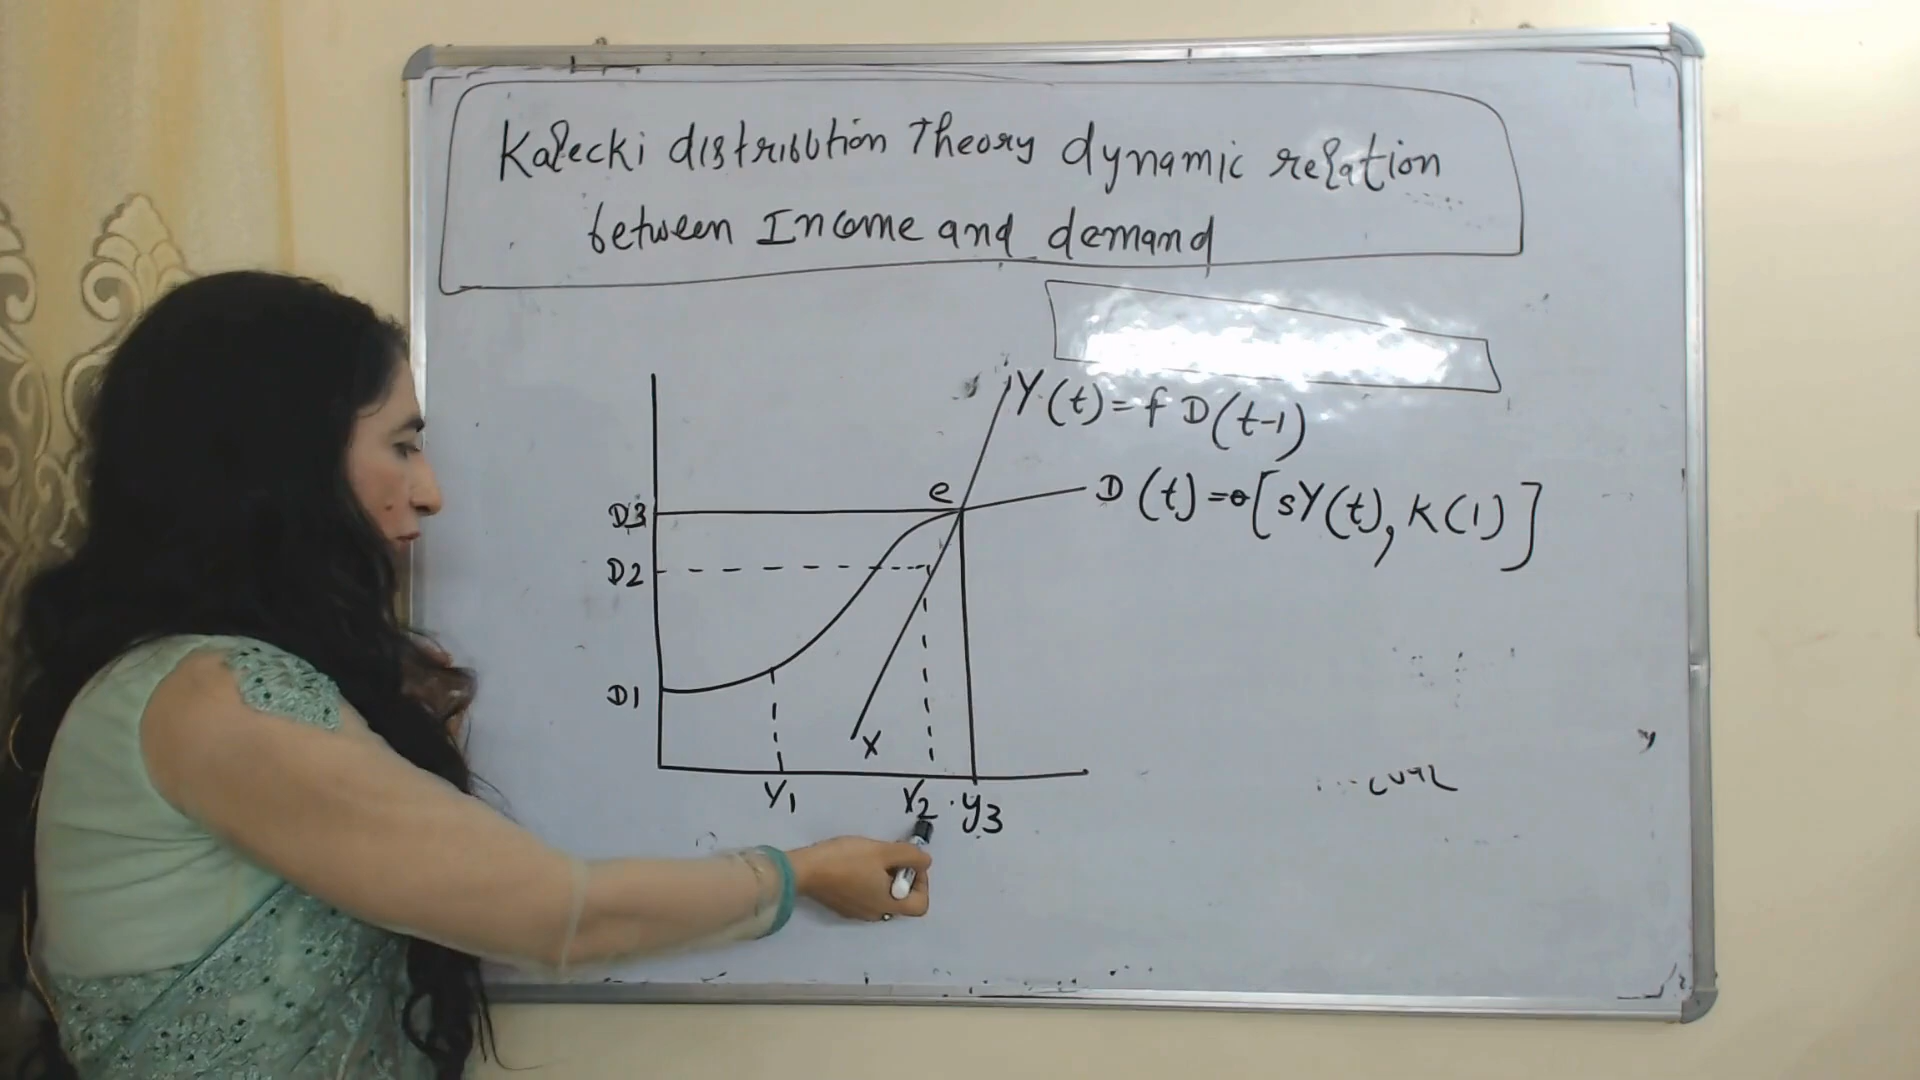 Kalecki distribution Theory dynamic relation
between Income and demand
Y(t)=f D(t-1)
e
D(t)=θ[sY(t), K(1)]
D3
D2
D1
X
Y1
Y2
y3